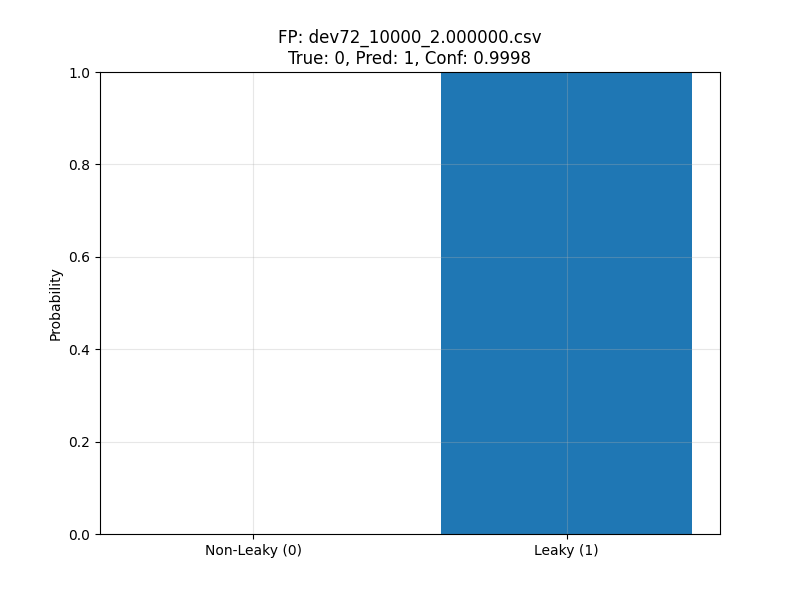 FP: dev72_10000_2.000000.csv
True: 0, Pred: 1, Conf: 0.9998
1.0
0.8
0.6
0.4
0.2
0.0
Probability
Non-Leaky (0)
Leaky (1)